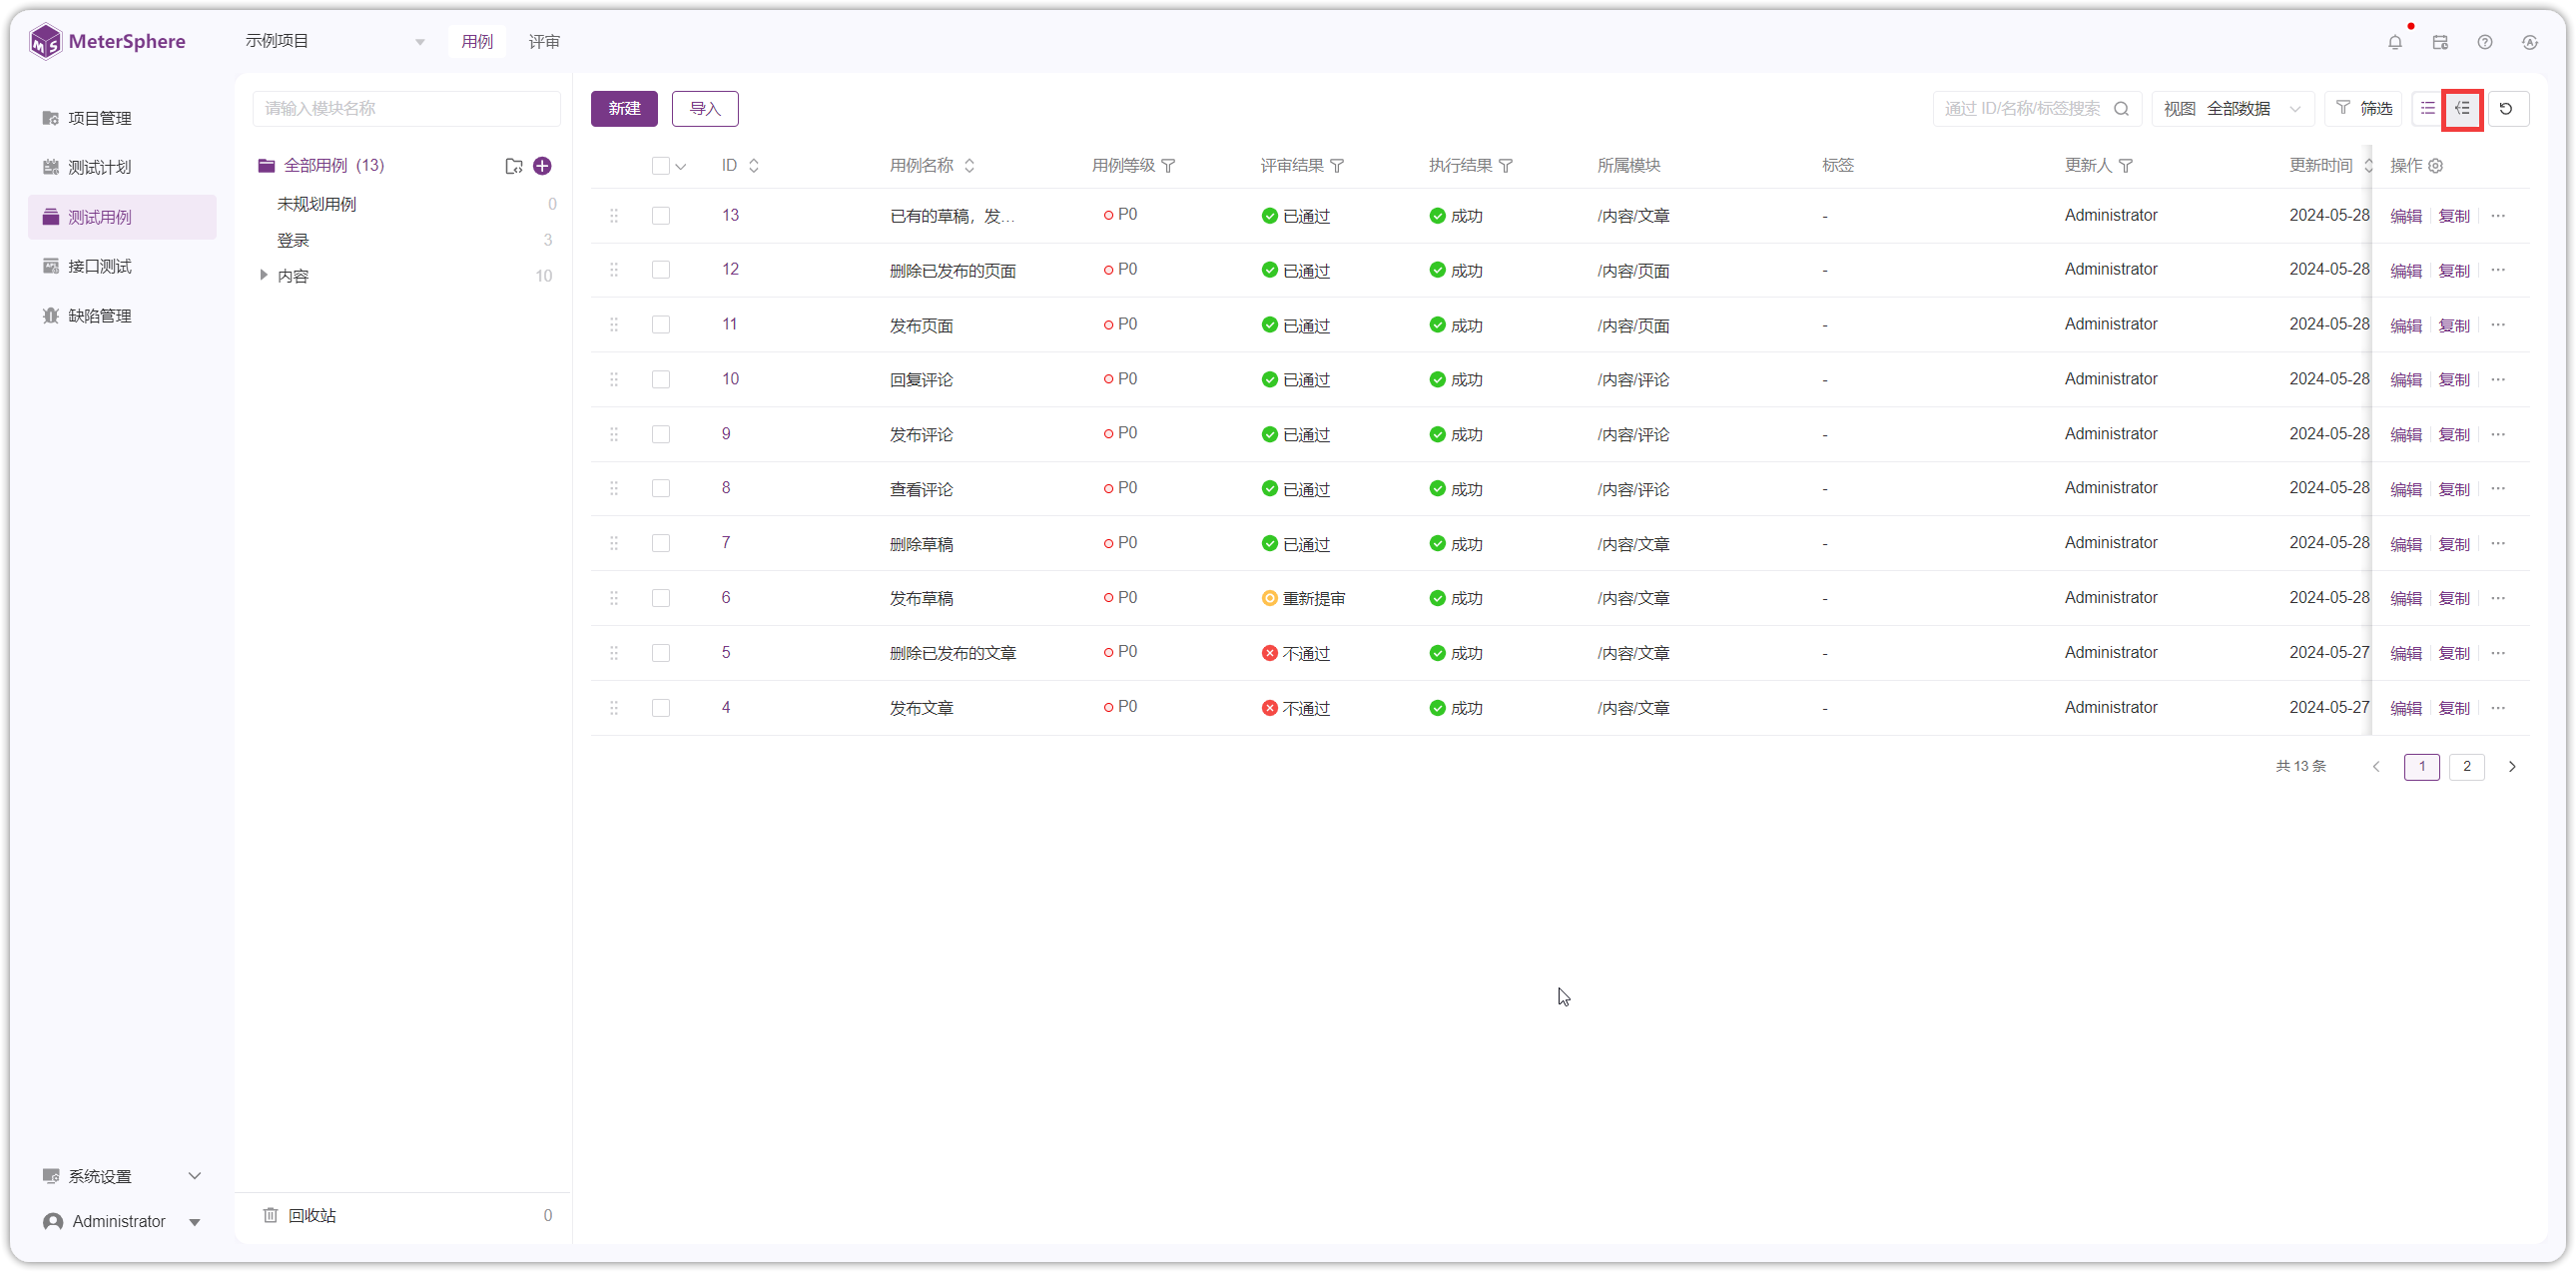 MeterSphere
示例项目
用例
评审
项目管理
测试计划
测试用例
接口测试
缺陷管理
系统设置
Administrator
请输入模块名称
全部用例 (13)
未规划用例 0
登录 3
内容 10
回收站 0
新建 导入 通过 ID/名称/标签搜索 视图 全部数据 筛选
ID 用例名称 用例等级 评审结果 执行结果 所属模块 标签 更新人 更新时间 操作
13 已有的草稿，发... P0 已通过 成功 /内容/文章 - Administrator 2024-05-28 编辑 复制 ...
12 删除已发布的页面 P0 已通过 成功 /内容/页面 - Administrator 2024-05-28 编辑 复制 ...
11 发布页面 P0 已通过 成功 /内容/页面 - Administrator 2024-05-28 编辑 复制 ...
10 回复评论 P0 已通过 成功 /内容/评论 - Administrator 2024-05-28 编辑 复制 ...
9 发布评论 P0 已通过 成功 /内容/评论 - Administrator 2024-05-28 编辑 复制 ...
8 查看评论 P0 已通过 成功 /内容/评论 - Administrator 2024-05-28 编辑 复制 ...
7 删除草稿 P0 已通过 成功 /内容/文章 - Administrator 2024-05-28 编辑 复制 ...
6 发布草稿 P0 重新提审 成功 /内容/文章 - Administrator 2024-05-28 编辑 复制 ...
5 删除已发布的文章 P0 不通过 成功 /内容/文章 - Administrator 2024-05-27 编辑 复制 ...
4 发布文章 P0 不通过 成功 /内容/文章 - Administrator 2024-05-27 编辑 复制 ...
共 13 条 1 2